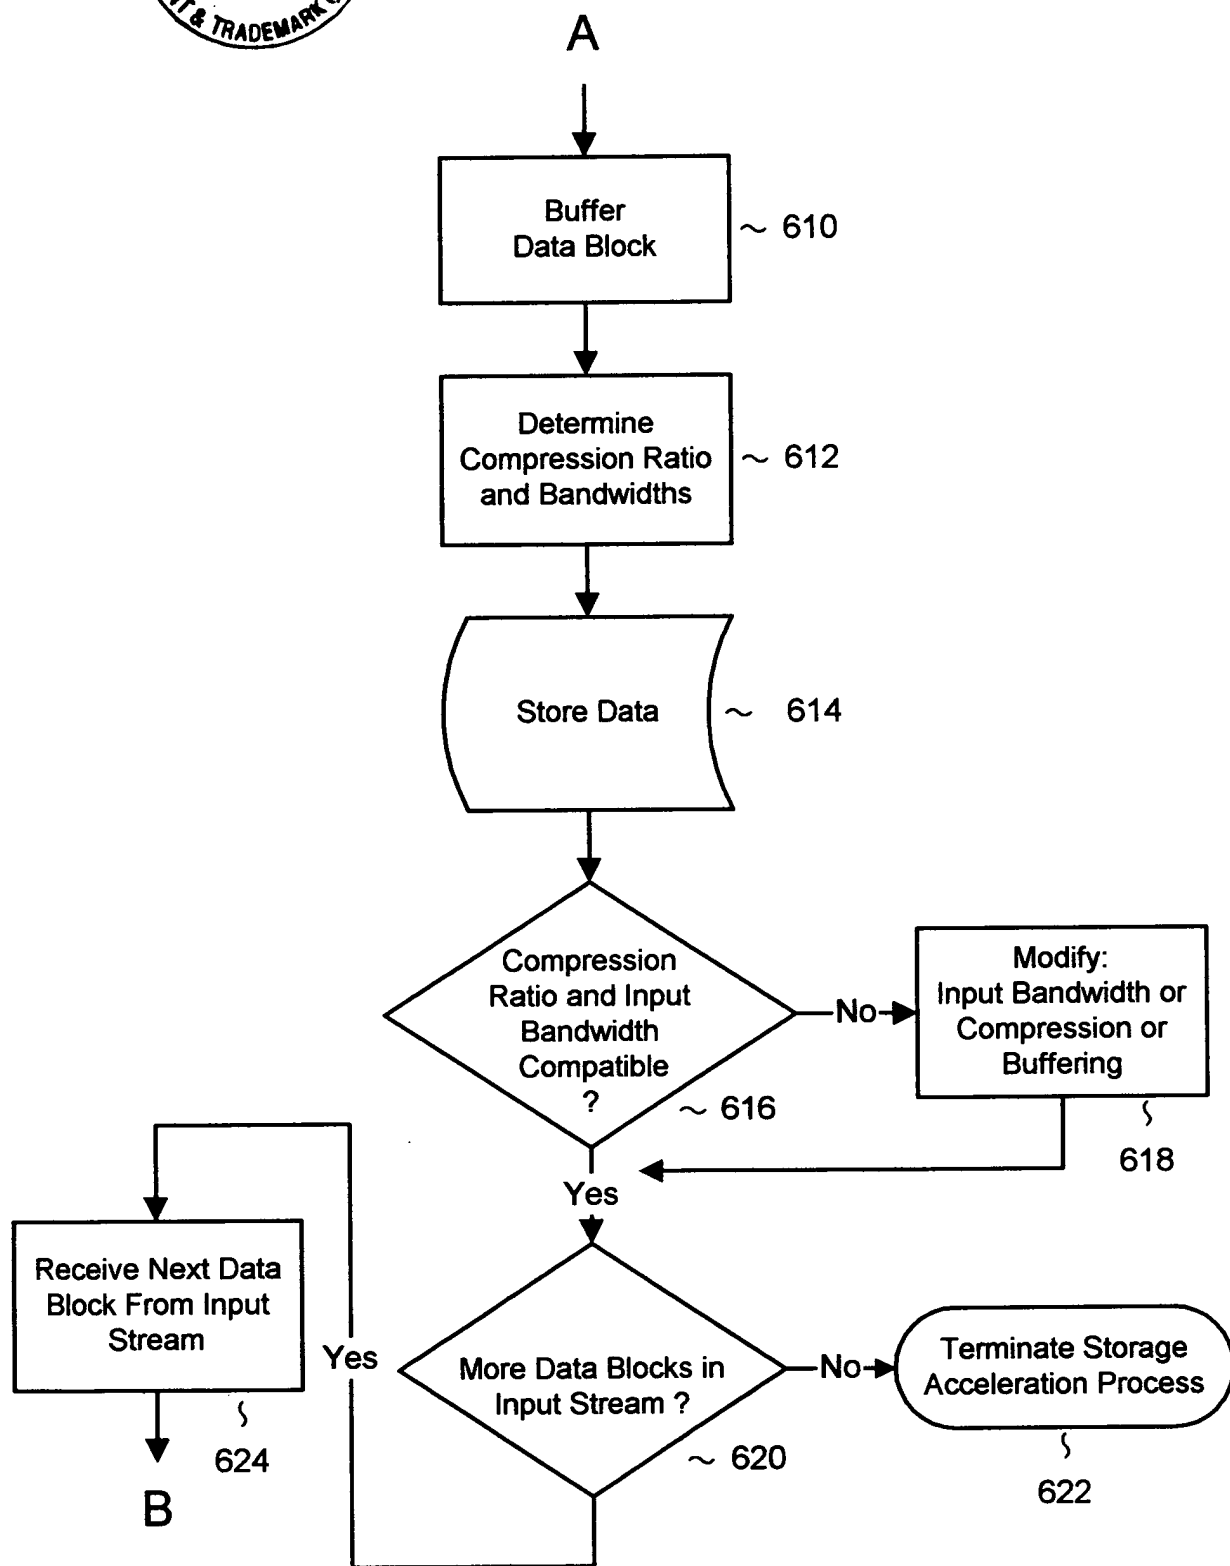 & TRADEMARK
A
Buffer
Data Block
~ 610
Determine
Compression Ratio
and Bandwidths
~ 612
Store Data
~ 614
Compression
Ratio and Input
Bandwidth
Compatible
?
~ 616
No
Modify:
Input Bandwidth or
Compression or
Buffering
~ 618
Yes
Receive Next Data
Block From Input
Stream
~ 624
B
Yes
More Data Blocks in
Input Stream ?
~ 620
No
Terminate Storage
Acceleration Process
~ 622